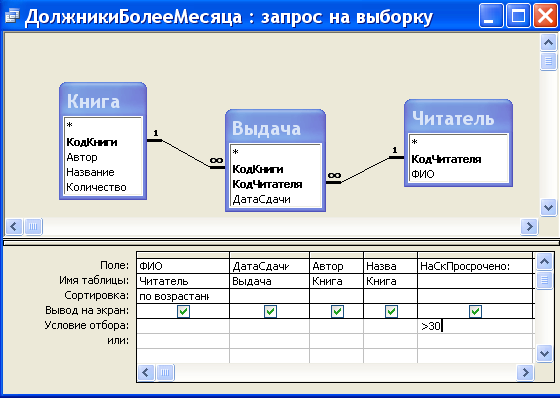 ДолжникиБолееМесяца : запрос на выборку
Книга
*
КодКниги
Автор
Название
Количество
1
∞
Выдача
*
КодКниги
КодЧитателя
ДатаСдачи
1
∞
Читатель
*
КодЧитателя
ФИО
Поле: ФИО ДатаСдачи Автор Назва НаСкПросрочено:
Имя таблицы: Читатель Выдача Книга Книга
Сортировка: по возрастани
Вывод на экран:
Условие отбора: >30
или: